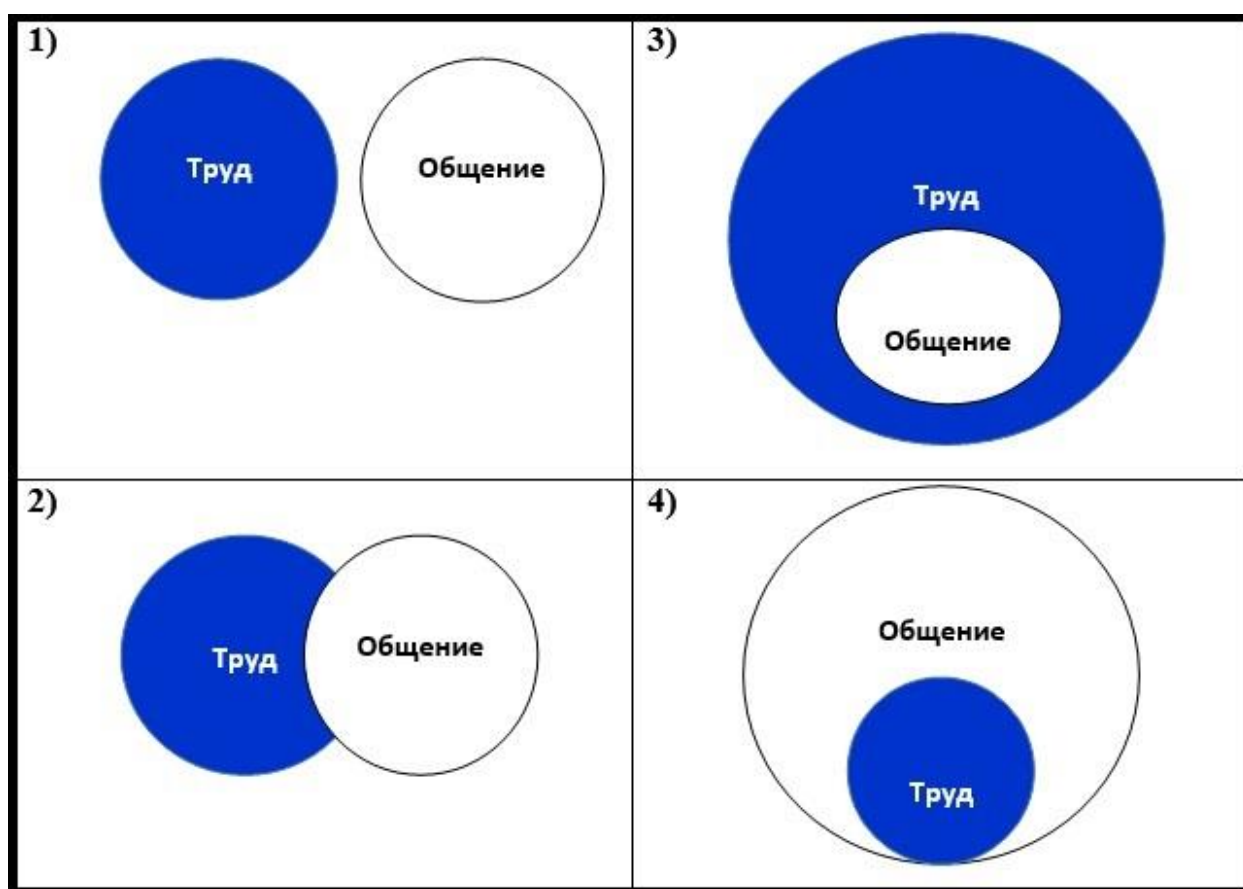 1)
Труд
Общение
3)
Труд
Общение
2)
Труд
Общение
4)
Общение
Труд